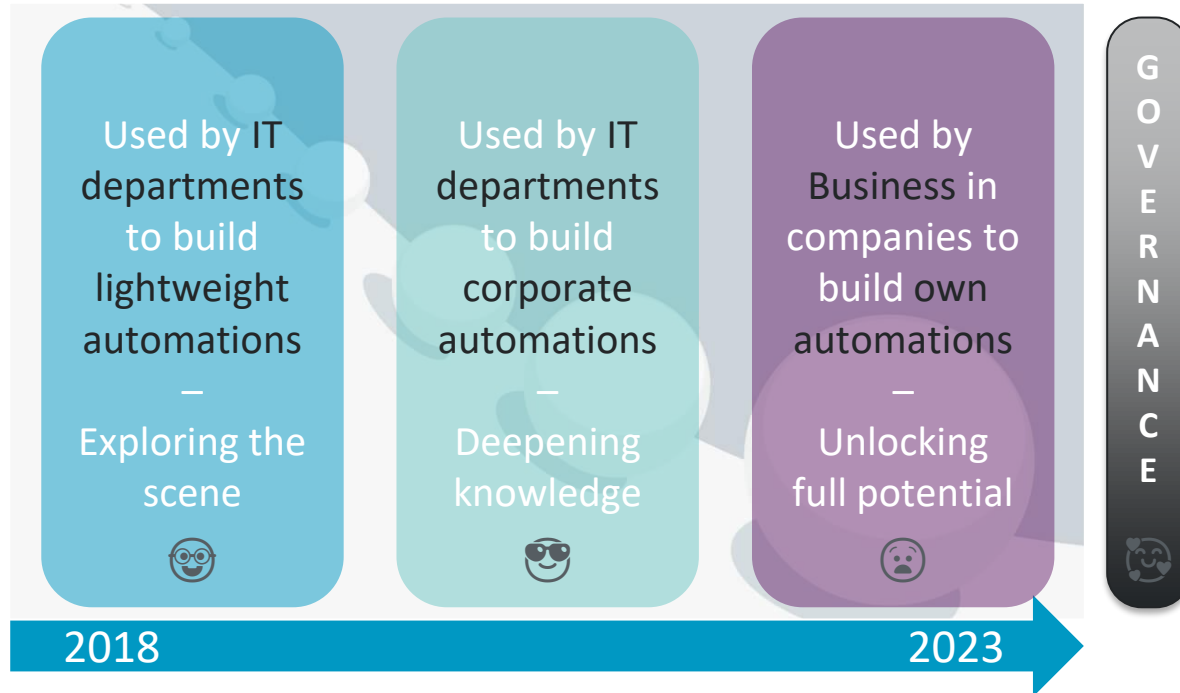 Used by IT
departments
to build
lightweight
automations
–
Exploring the
scene
Used by IT
departments
to build
corporate
automations
–
Deepening
knowledge
Used by
Business in
companies to
build own
automations
–
Unlocking
full potential
G
O
V
E
R
N
A
N
C
E
2018
2023